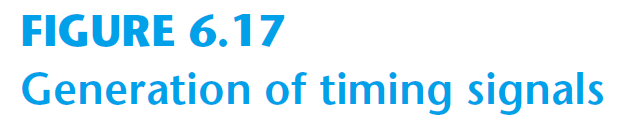 FIGURE 6.17
Generation of timing signals